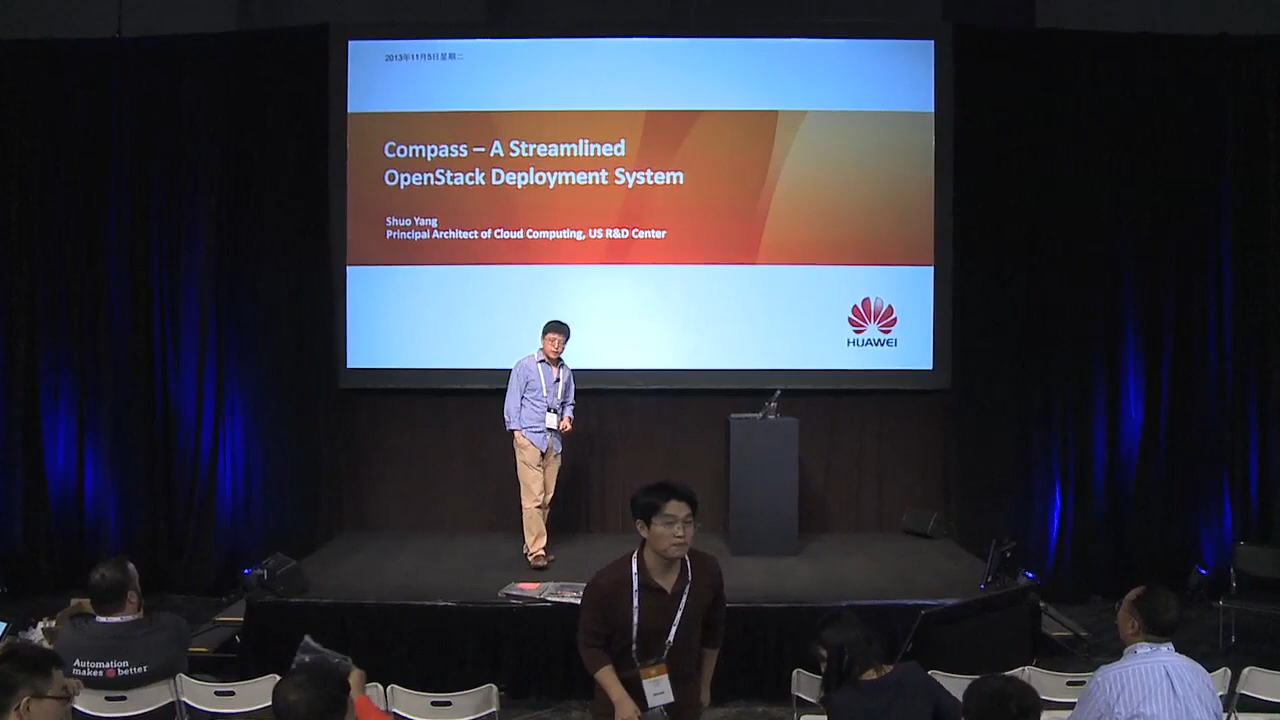 2013年11月5日星期二
Compass – A Streamlined
OpenStack Deployment System
Shuo Yang
Principal Architect of Cloud Computing, US R&D Center
HUAWEI
Automation
makes better